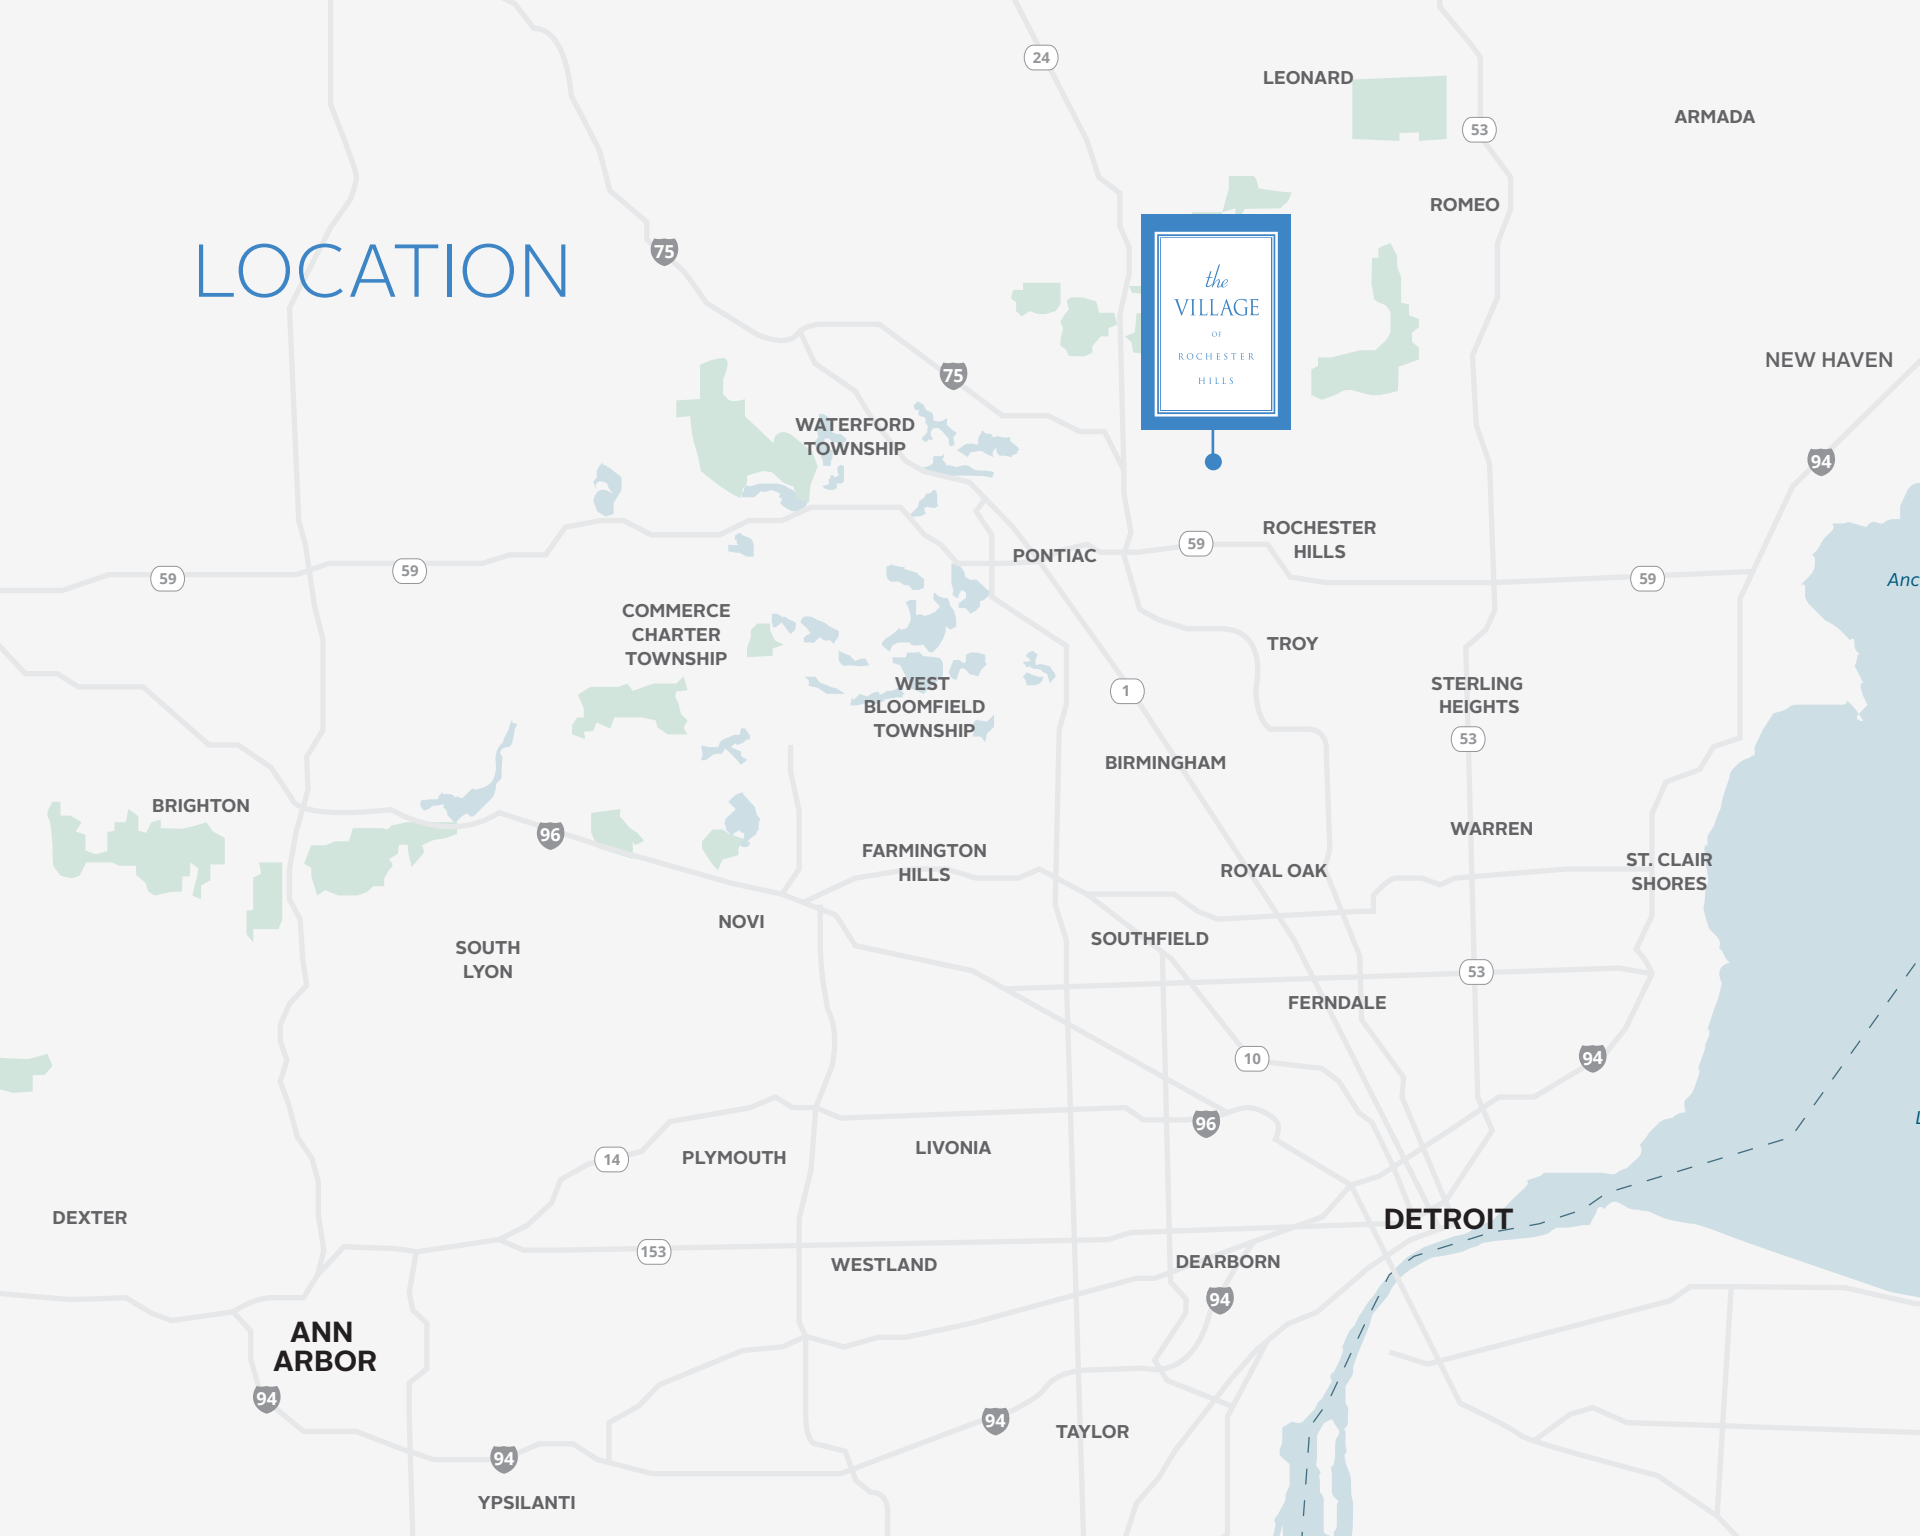 24
LEONARD
ARMADA
53
ROMEO
LOCATION
75
the
VILLAGE
OF
ROCHESTER
HILLS
NEW HAVEN
75
WATERFORD
TOWNSHIP
94
ROCHESTER
HILLS
PONTIAC
59
59
59
59
Anc
COMMERCE
CHARTER
TOWNSHIP
TROY
WEST
BLOOMFIELD
TOWNSHIP
1
STERLING
HEIGHTS
53
BIRMINGHAM
BRIGHTON
96
WARREN
FARMINGTON
HILLS
ROYAL OAK
ST. CLAIR
SHORES
NOVI
SOUTHFIELD
SOUTH
LYON
53
FERNDALE
10
94
96
14
PLYMOUTH
LIVONIA
DEXTER
DETROIT
153
WESTLAND
DEARBORN
94
ANN
ARBOR
94
94
TAYLOR
94
YPSILANTI